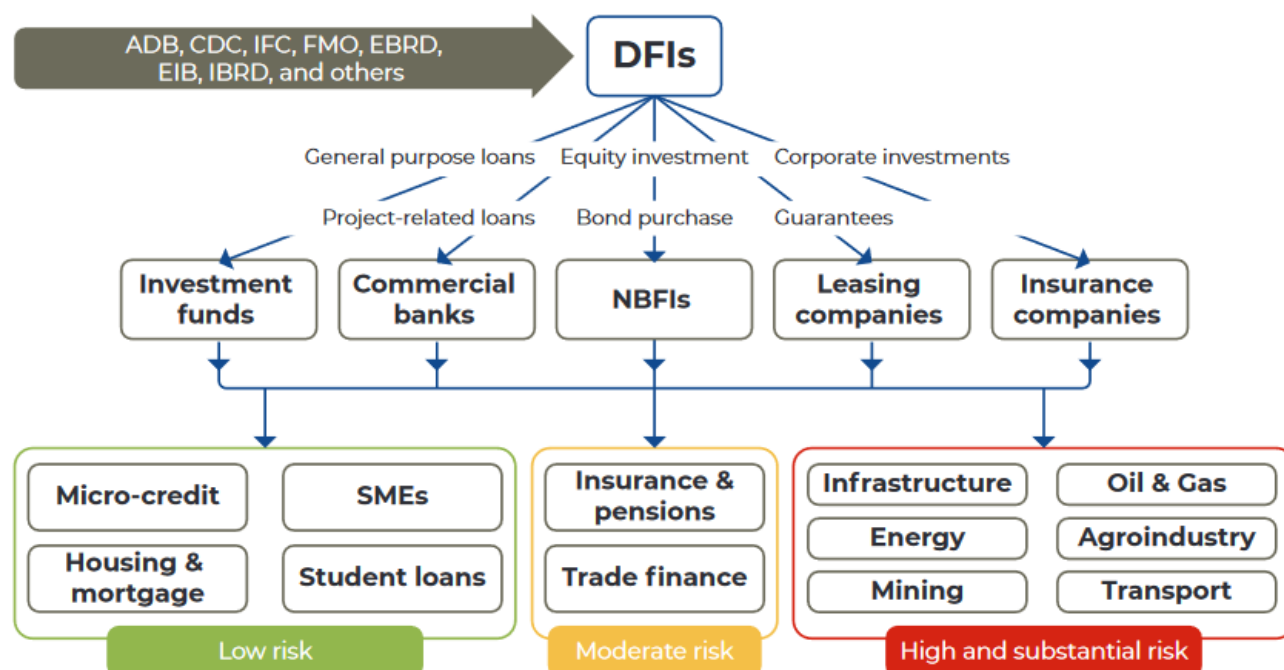 ADB, CDC, IFC, FMO, EBRD,
EIB, IBRD, and others
DFIs
General purpose loans
Equity investment
Corporate investments
Project-related loans
Bond purchase
Guarantees
Investment
funds
Commercial
banks
NBFIs
Leasing
companies
Insurance
companies
Micro-credit
SMEs
Housing &
mortgage
Student loans
Low risk
Insurance &
pensions
Trade finance
Moderate risk
Infrastructure
Oil & Gas
Energy
Agroindustry
Mining
Transport
High and substantial risk